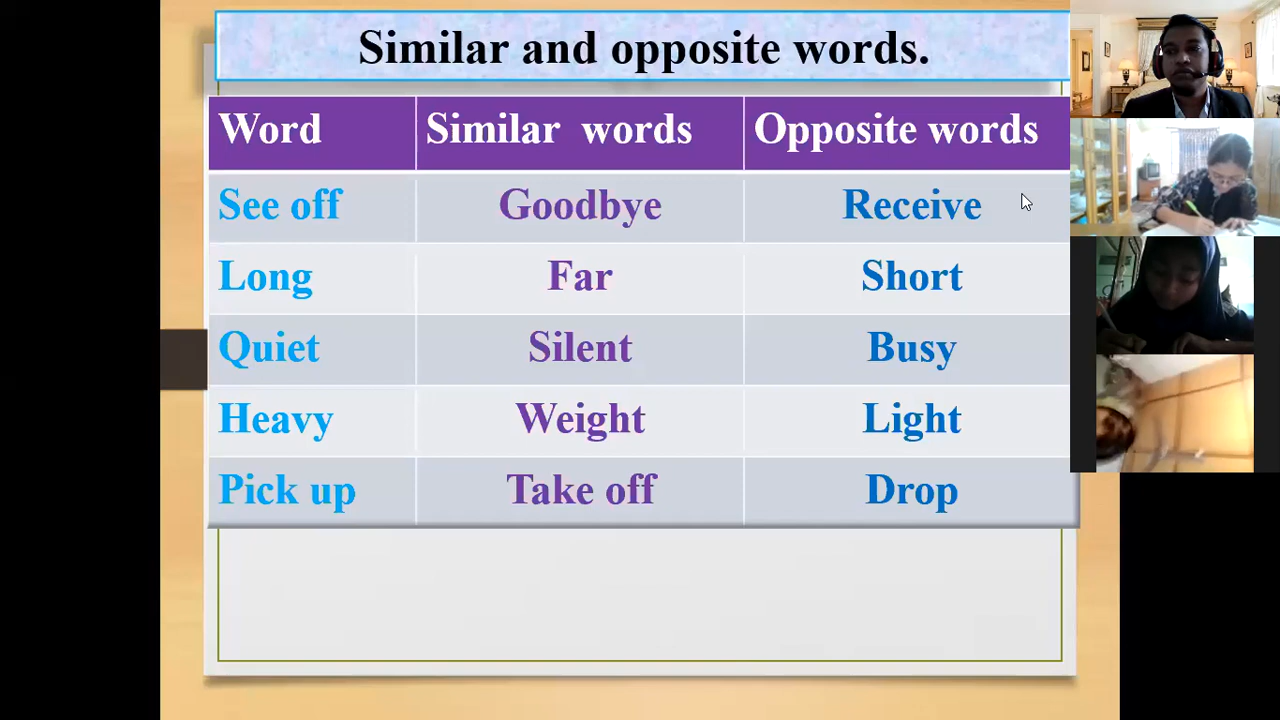 Similar and opposite words.
Word Similar words Opposite words
See off Goodbye Receive
Long Far Short
Quiet Silent Busy
Heavy Weight Light
Pick up Take off Drop